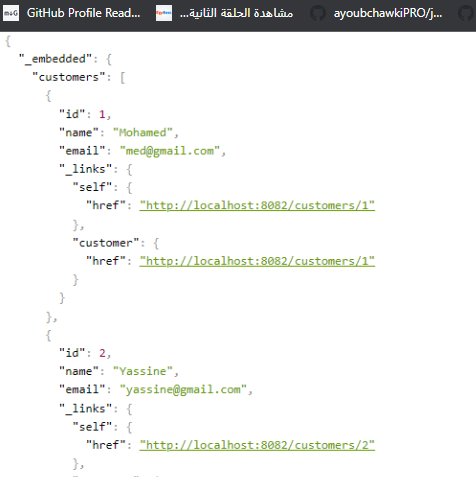 GitHub Profile Read...
مشاهدة الحلقة الثانية...
ayoubchawkiPRO/j...
{
"_embedded": {
"customers": [
{
"id": 1,
"name": "Mohamed",
"email": "med@gmail.com",
"_links": {
"self": {
"href": "http://localhost:8082/customers/1"
},
"customer": {
"href": "http://localhost:8082/customers/1"
}
}
},
{
"id": 2,
"name": "Yassine",
"email": "yassine@gmail.com",
"_links": {
"self": {
"href": "http://localhost:8082/customers/2"
},